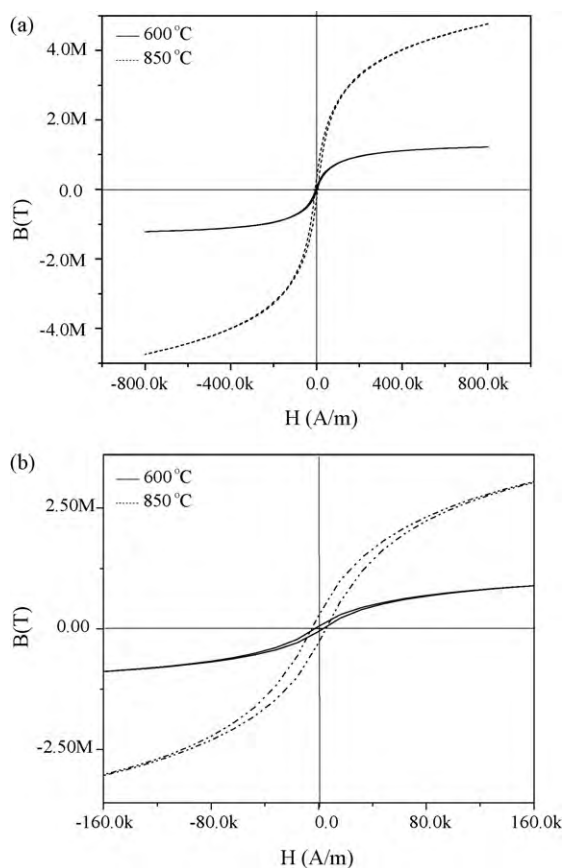 (a)
600°C
850°C
4.0M
2.0M
0.0
-2.0M
-4.0M
B(T)
-800.0k -400.0k 0.0 400.0k 800.0k
H (A/m)
(b)
600°C
850°C
2.50M
0.00
-2.50M
B(T)
-160.0k -80.0k 0.0 80.0k 160.0k
H (A/m)